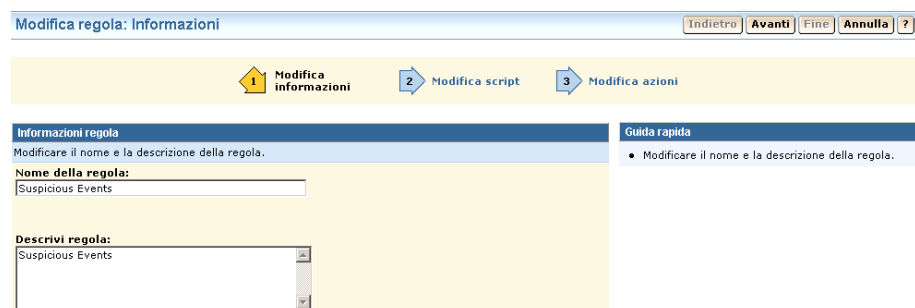 Modifica regola: Informazioni
Indietro Avanti Fine Annulla ?
1 Modifica informazioni
2 Modifica script
3 Modifica azioni
Informazioni regola
Modificare il nome e la descrizione della regola.
Nome della regola:
Suspicious Events
Descrivi regola:
Suspicious Events
Guida rapida
• Modificare il nome e la descrizione della regola.